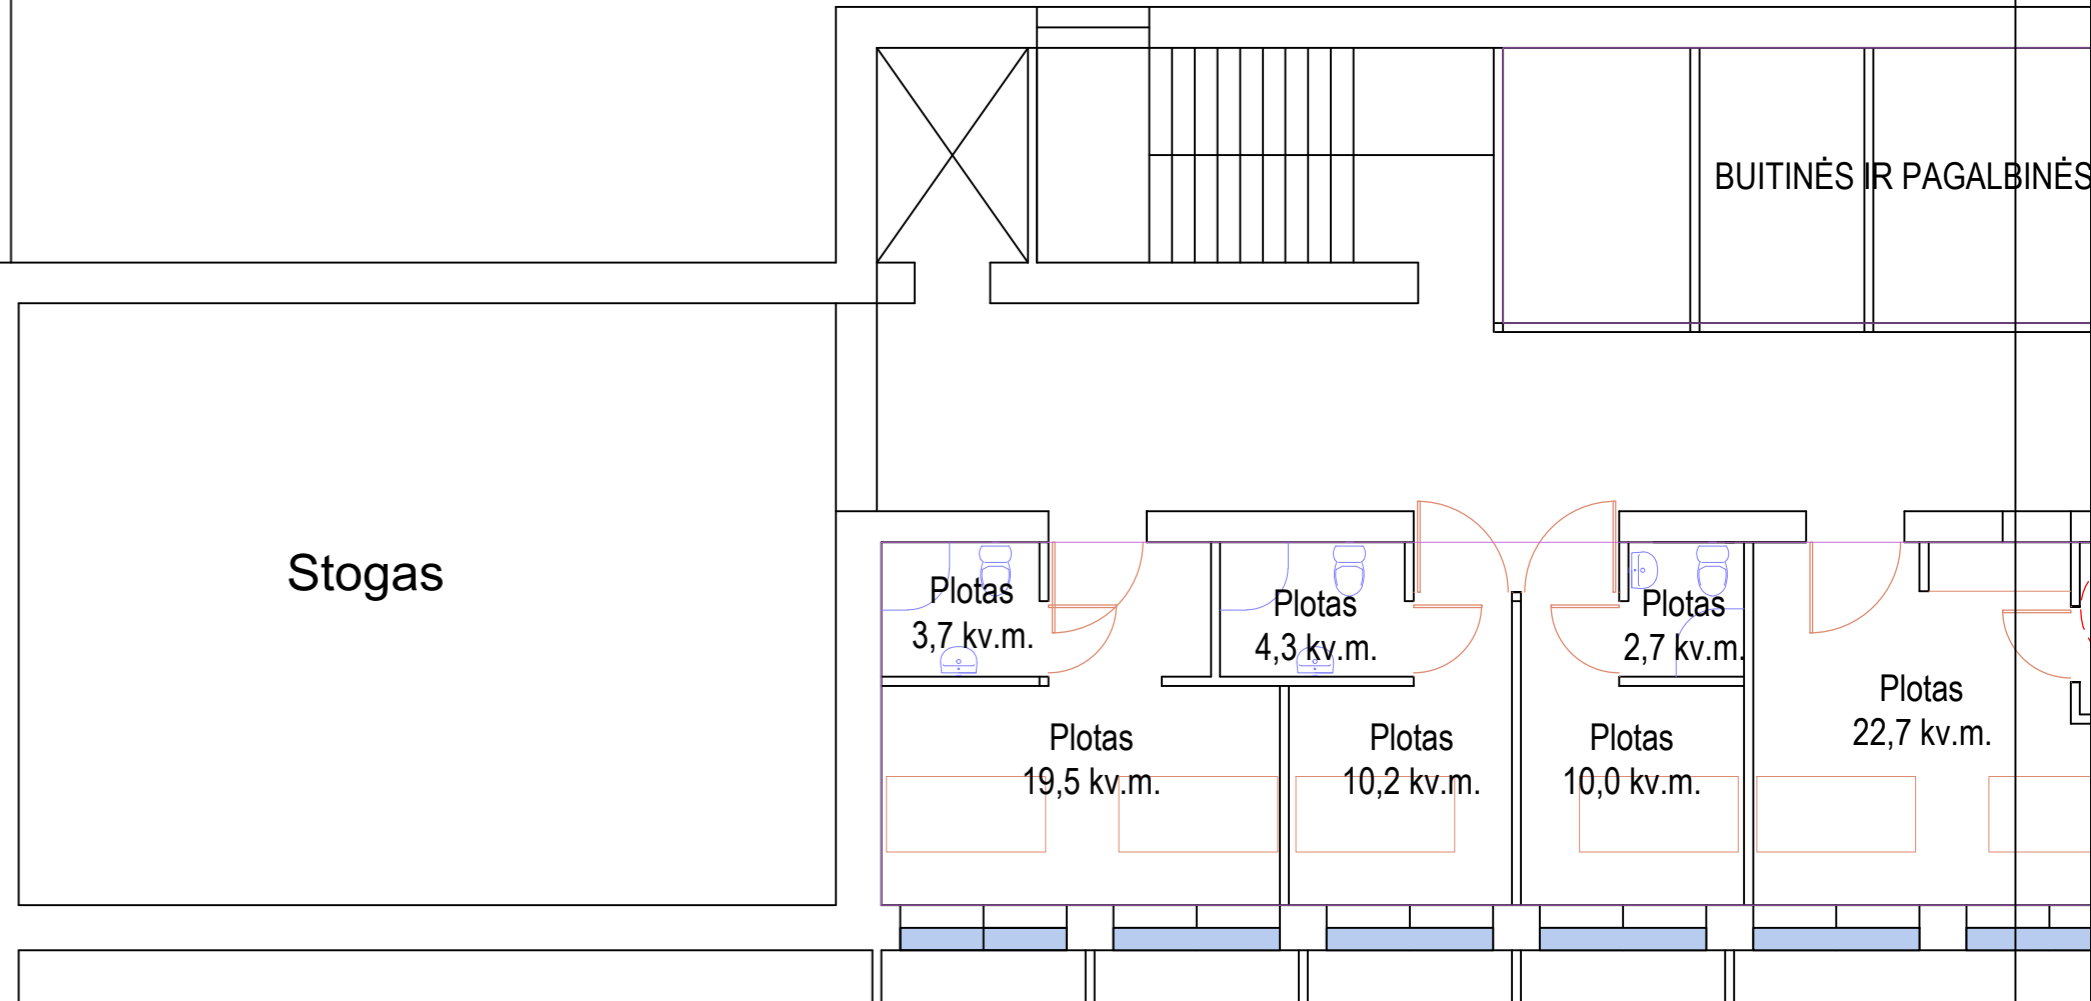 BUITINĖS IR PAGALBINĖS
Stogas
Plotas
3,7 kv.m.
Plotas
4,3 kv.m.
Plotas
2,7 kv.m.
Plotas
22,7 kv.m.
Plotas
19,5 kv.m.
Plotas
10,2 kv.m.
Plotas
10,0 kv.m.